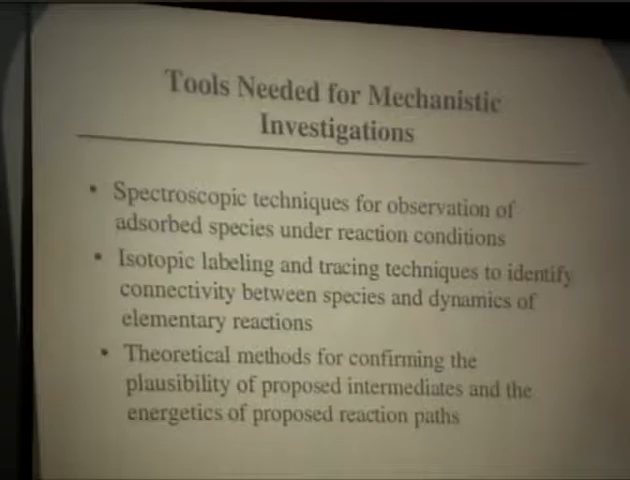 Tools Needed for Mechanistic
Investigations
• Spectroscopic techniques for observation of
adsorbed species under reaction conditions
• Isotopic labeling and tracing techniques to identify
connectivity between species and dynamics of
elementary reactions
• Theoretical methods for confirming the
plausibility of proposed intermediates and the
energetics of proposed reaction paths